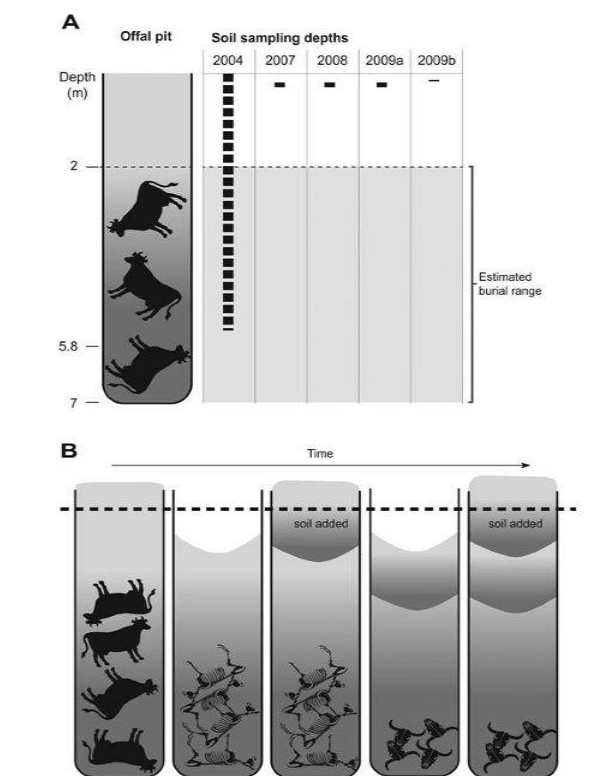 A
Offal pit
Soil sampling depths
2004 2007 2008 2009a 2009b
Depth
(m)
2
Estimated
burial range
5.8
7
B
Time
soil added soil added